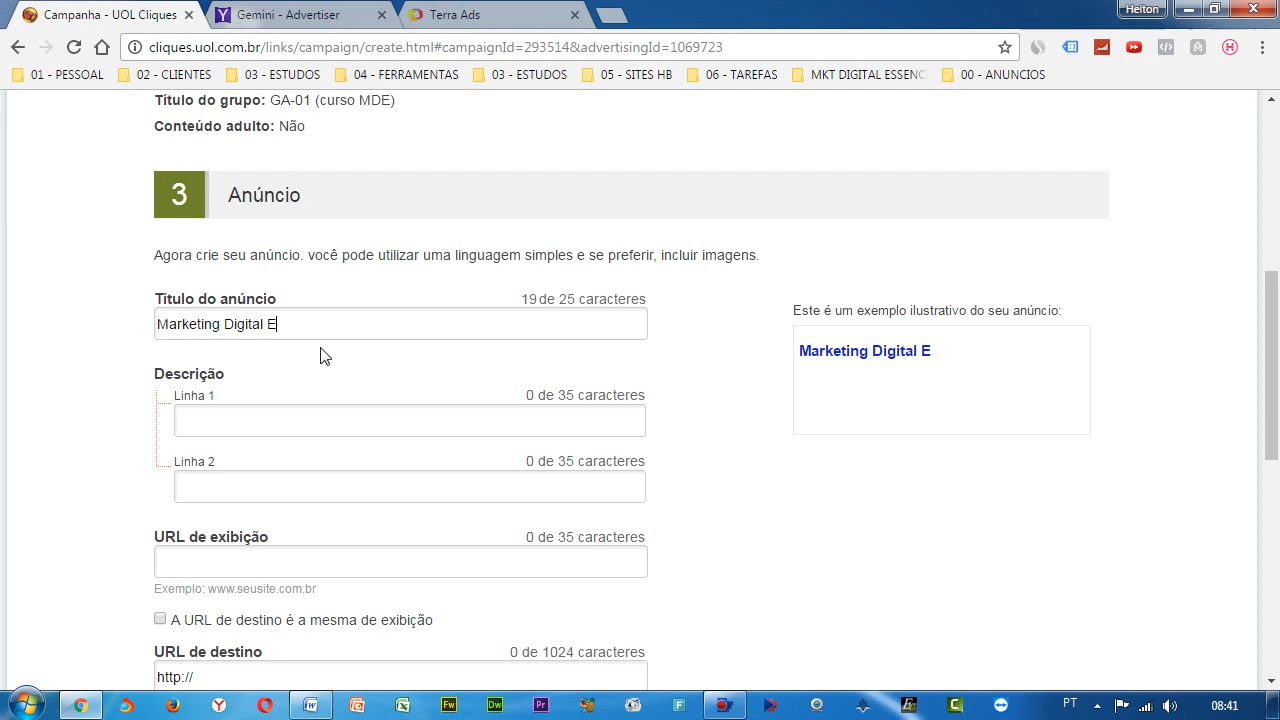 Campanha - UOL Cliques
Gemini - Advertiser
Terra Ads
Helton
cliques.uol.com.br/links/campaign/create.html#campaignId=293514&advertisingId=1069723
01 - PESSOAL
02 - CLIENTES
03 - ESTUDOS
04 - FERRAMENTAS
03 - ESTUDOS
05 - SITES HB
06 - TAREFAS
MKT DIGITAL ESSENC
00 - ANUNCIOS
Título do grupo: GA-01 (curso MDE)
Conteúdo adulto: Não
3 Anúncio
Agora crie seu anúncio. você pode utilizar uma linguagem simples e se preferir, incluir imagens.
Título do anúncio 19 de 25 caracteres
Marketing Digital E
Este é um exemplo ilustrativo do seu anúncio:
Marketing Digital E
Descrição
Linha 1 0 de 35 caracteres
Linha 2 0 de 35 caracteres
URL de exibição 0 de 35 caracteres
Exemplo: www.seusite.com.br
A URL de destino é a mesma de exibição
URL de destino 0 de 1024 caracteres
http://
Fw
Dw
Pr
F
PT
08:41